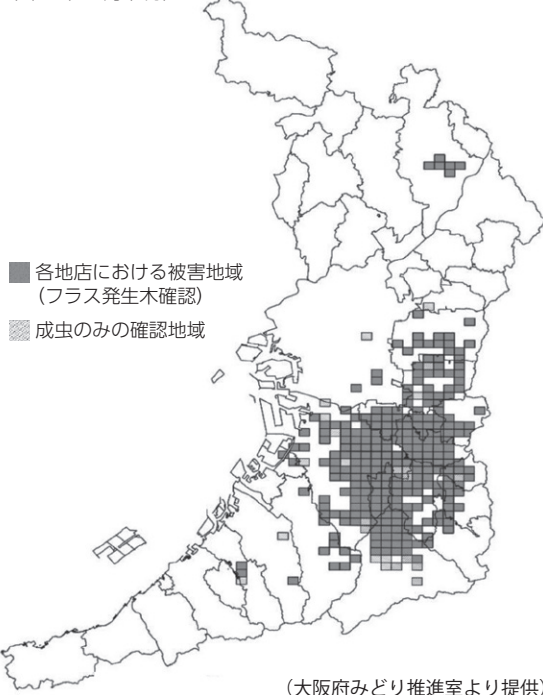 各地店における被害地域
(フラス発生木確認)
成虫のみの確認地域
(大阪府みどり推進室より提供)